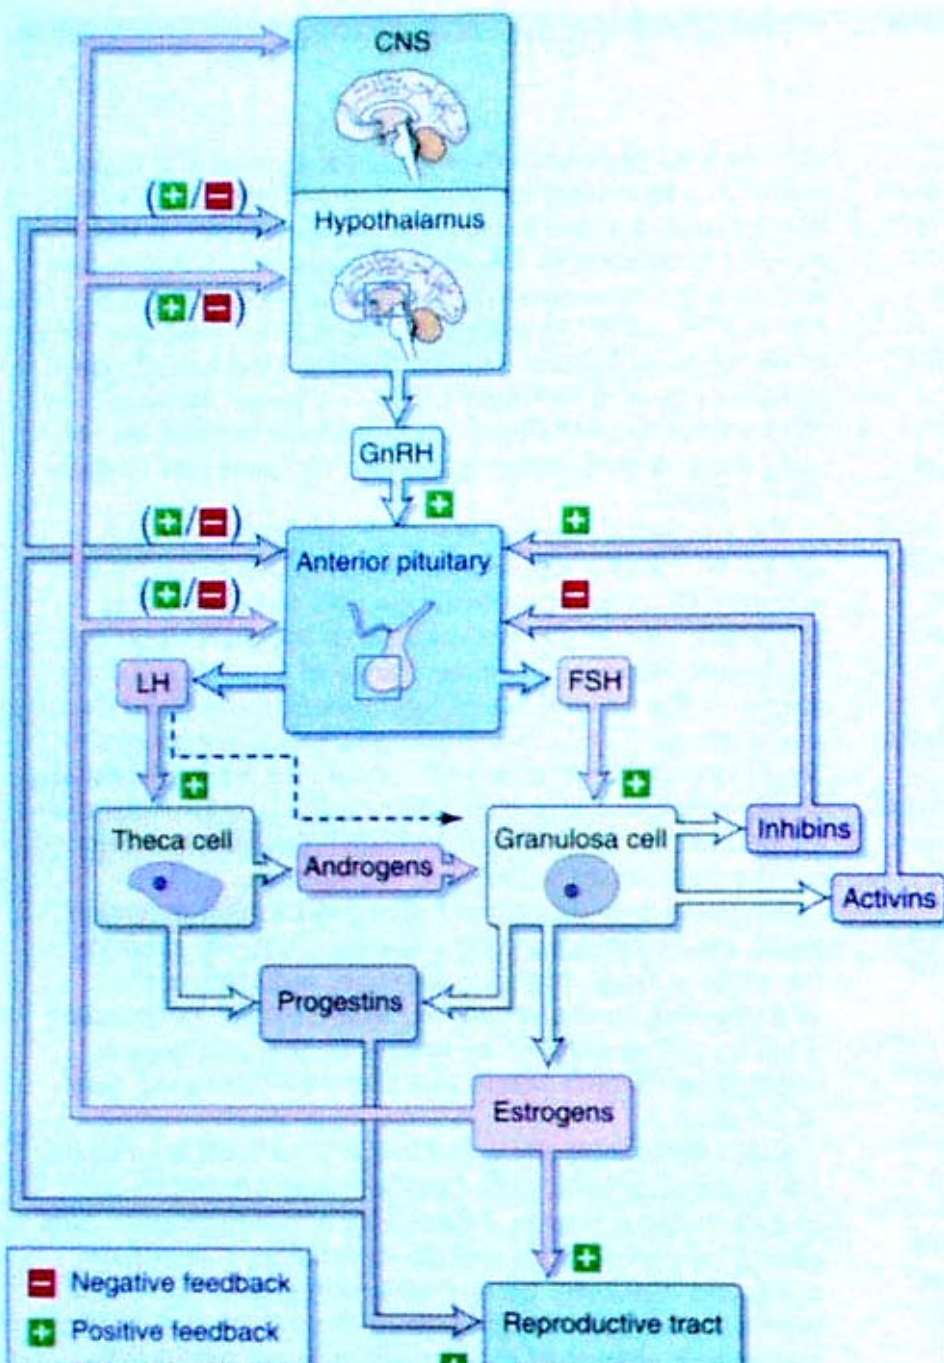 CNS
(+/−)
Hypothalamus
(+/−)
GnRH
+
(+/−)
+
Anterior pituitary
(+/−)
−
LH
FSH
+
+
Theca cell
Granulosa cell
Inhibins
Androgens
Activins
Progestins
Estrogens
+
− Negative feedback
+ Positive feedback
Reproductive tract
+